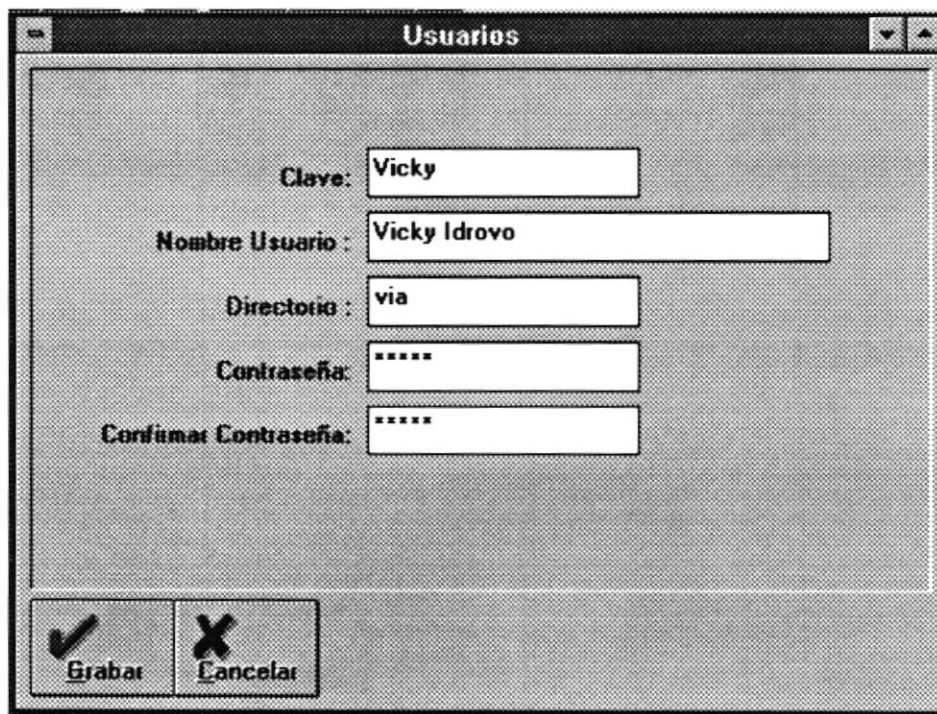 Usuarios
Clave: Vicky
Nombre Usuario : Vicky Idrovo
Directorio : via
Contraseña: *****
Confirmar Contraseña: *****
Grabar Cancelar